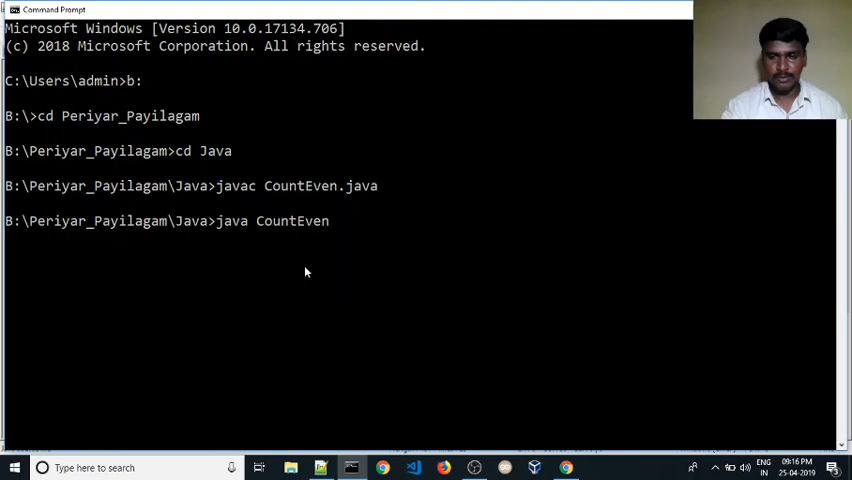 Command Prompt
Microsoft Windows [Version 10.0.17134.706]
(c) 2018 Microsoft Corporation. All rights reserved.
C:\Users\admin>b:
B:\>cd Periyar_Payilagam
B:\Periyar_Payilagam>cd Java
B:\Periyar_Payilagam\Java>javac CountEven.java
B:\Periyar_Payilagam\Java>java CountEven
Type here to search
ENG
IN
09:16 PM
25-04-2019